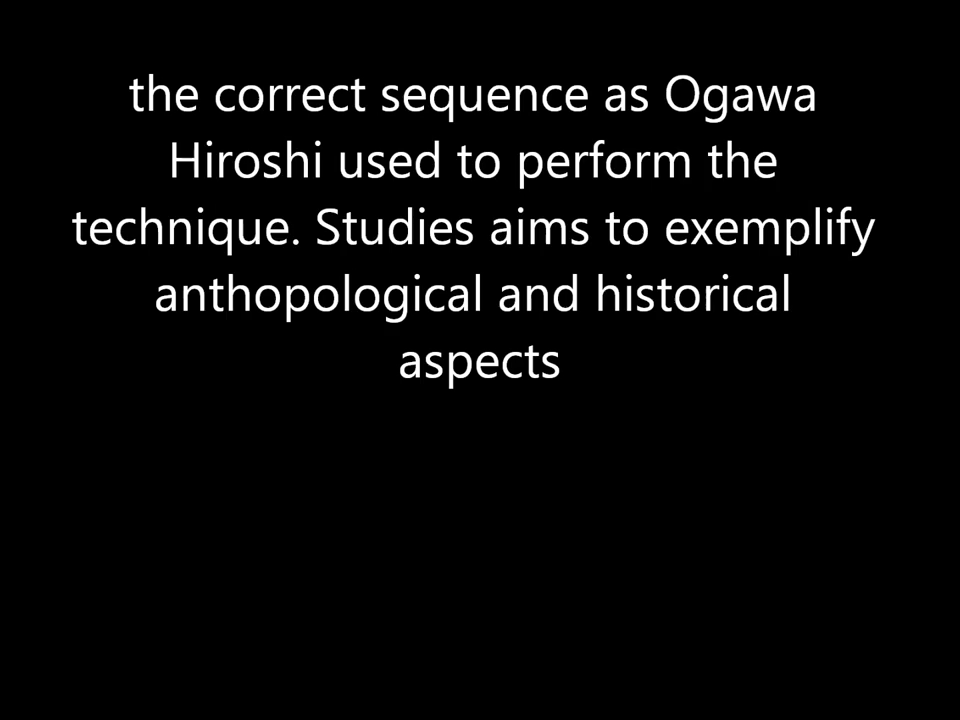 the correct sequence as Ogawa
Hiroshi used to perform the
technique. Studies aims to exemplify
anthopological and historical
aspects